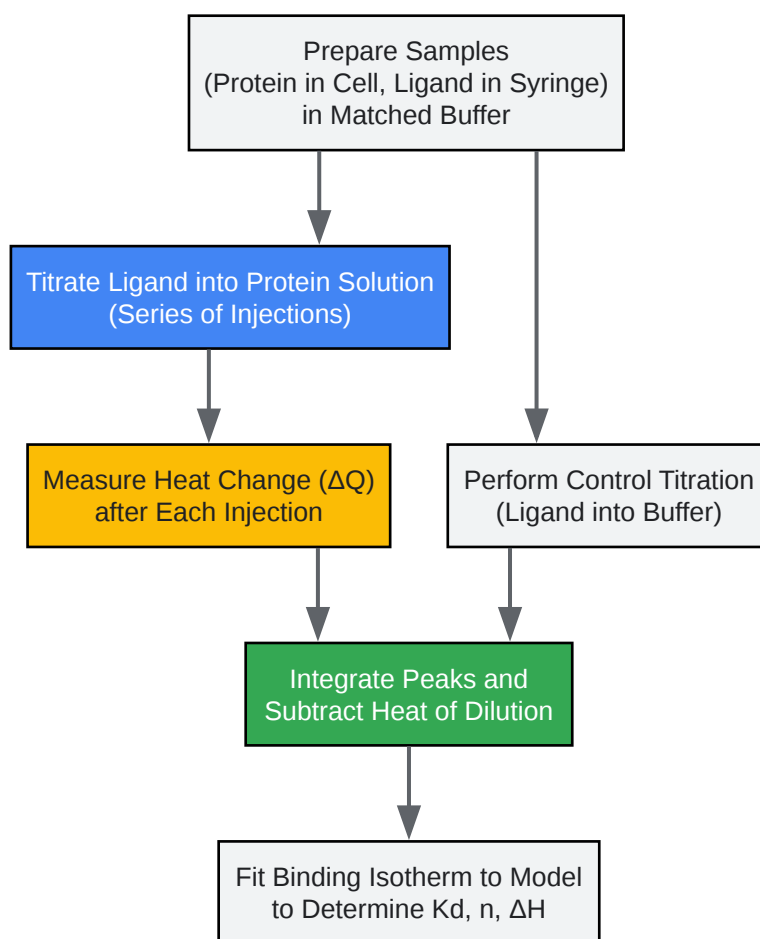 Prepare Samples
(Protein in Cell, Ligand in Syringe)
in Matched Buffer
Titrate Ligand into Protein Solution
(Series of Injections)
Measure Heat Change (ΔQ)
after Each Injection
Perform Control Titration
(Ligand into Buffer)
Integrate Peaks and
Subtract Heat of Dilution
Fit Binding Isotherm to Model
to Determine Kd, n, ΔH